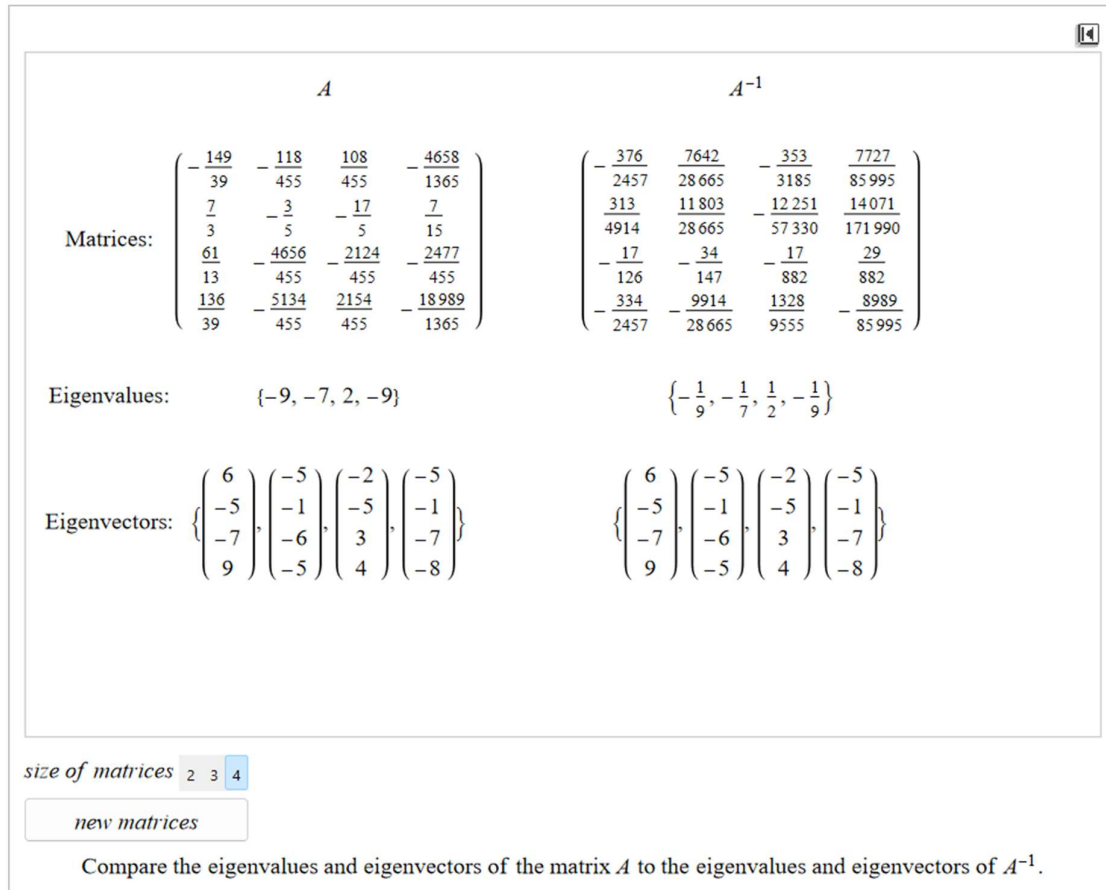 A A⁻¹
Matrices:
-149/39 -118/455 108/455 -4658/1365
7/3 -3/5 -17/5 7/15
61/13 -4656/455 -2124/455 -2477/455
136/39 -5134/455 2154/455 -18989/1365
-376/2457 7642/28665 -353/3185 7727/85995
313/4914 11803/28665 -12251/57330 14071/171990
-17/126 -34/147 -17/882 29/882
-334/2457 -9914/28665 1328/9555 -8989/85995
Eigenvalues: {-9, -7, 2, -9} {-1/9, -1/7, 1/2, -1/9}
Eigenvectors:
{(6 -5 -7 9), (-5 -1 -6 -5), (-2 -5 3 4), (-5 -1 -7 -8)}
{(6 -5 -7 9), (-5 -1 -6 -5), (-2 -5 3 4), (-5 -1 -7 -8)}
size of matrices 2 3 4
new matrices
Compare the eigenvalues and eigenvectors of the matrix A to the eigenvalues and eigenvectors of A⁻¹.